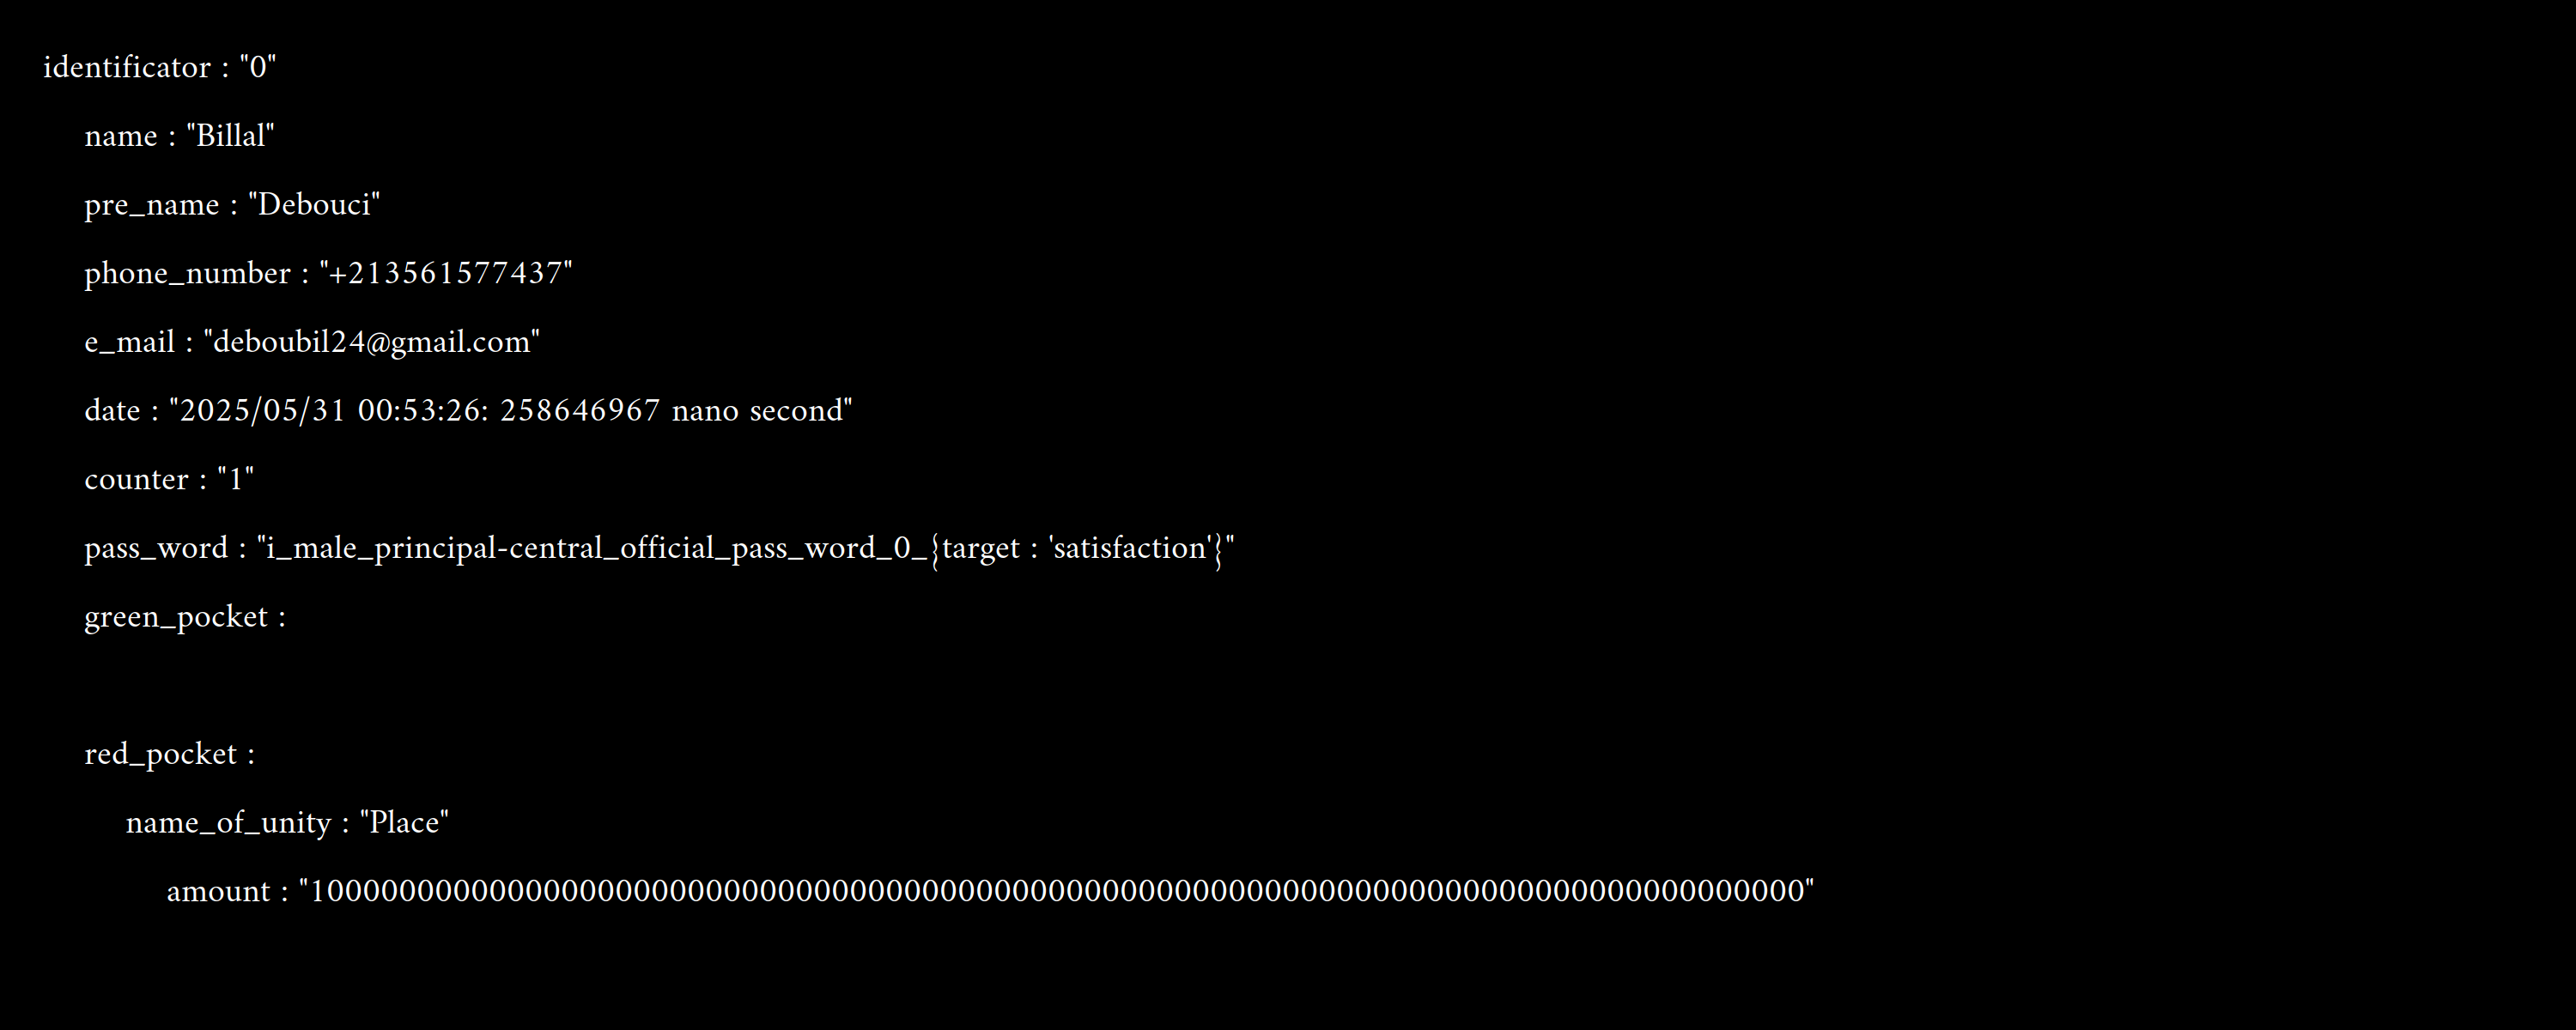 identificator : "0"
name : "Billal"
pre_name : "Debouci"
phone_number : "+213561577437"
e_mail : "deboubil24@gmail.com"
date : "2025/05/31 00:53:26: 258646967 nano second"
counter : "1"
pass_word : "i_male_principal-central_official_pass_word_0_{target : 'satisfaction'}"
green_pocket :
red_pocket :
name_of_unity : "Place"
amount : "10000000000000000000000000000000000000000000000000000000000000000000000000000000000"